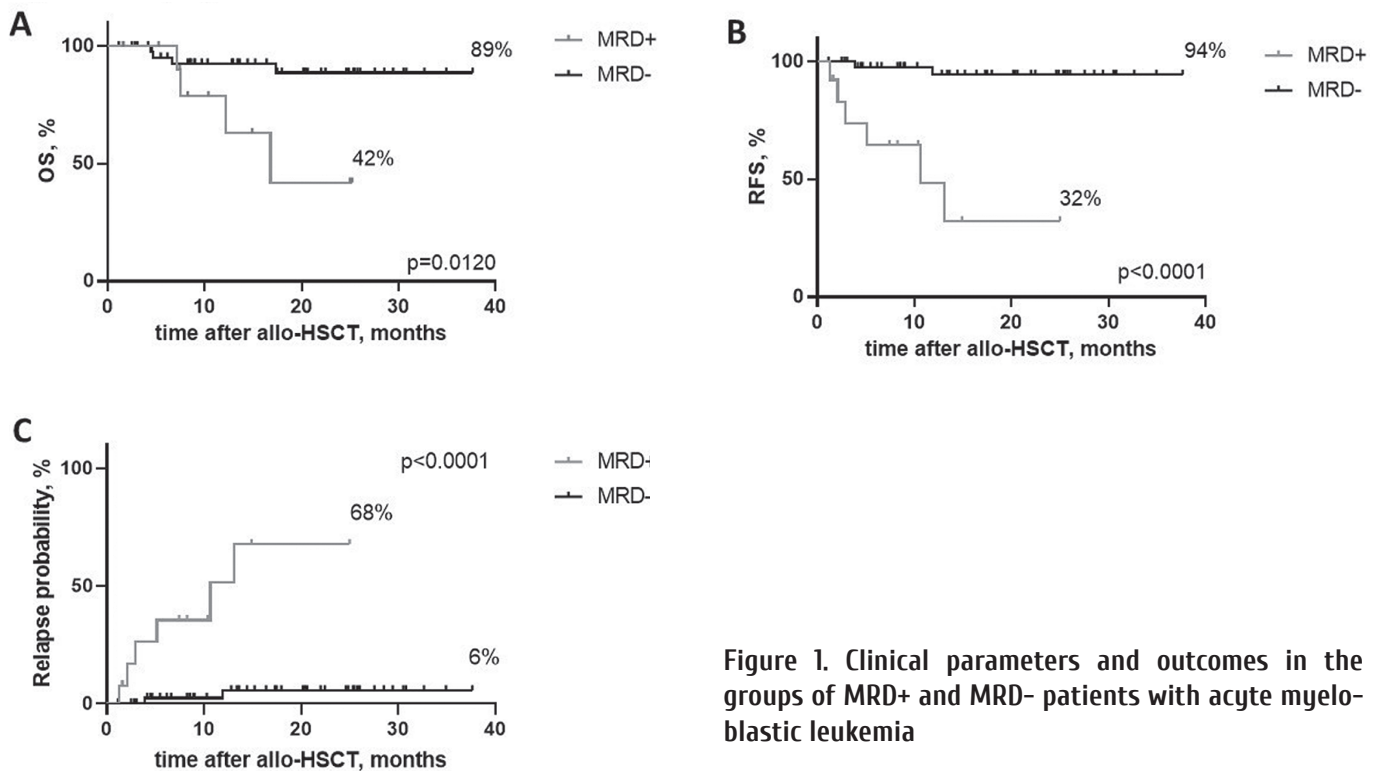 A
100
50
0
OS, %
89%
42%
p=0.0120
0 10 20 30 40
time after allo-HSCT, months
MRD+
MRD-
B
100
50
0
RFS, %
94%
32%
p<0.0001
0 10 20 30 40
time after allo-HSCT, months
MRD+
MRD-
C
100
50
0
Relapse probability, %
p<0.0001
68%
6%
0 10 20 30 40
time after allo-HSCT, months
MRD+
MRD-
Figure 1. Clinical parameters and outcomes in the
groups of MRD+ and MRD- patients with acyte myelo-
blastic leukemia